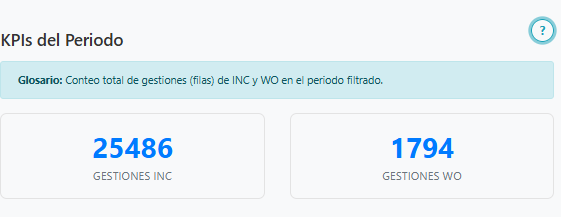 ?
KPIs del Periodo
Glosario: Conteo total de gestiones (filas) de INC y WO en el periodo filtrado.
25486
GESTIONES INC
1794
GESTIONES WO